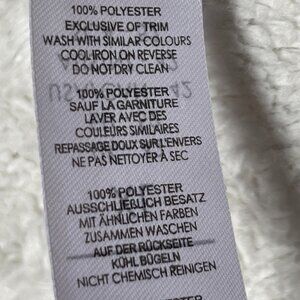 100% POLYESTER
EXCLUSIVE OF TRIM
WASH WITH SIMILAR COLOURS
COOL IRON ON REVERSE
DO NOT DRY CLEAN
100% POLYESTER
SAUF LA GARNITURE
LAVER AVEC DES
COULEURS SIMILAIRES
REPASSAGE DOUX SUR L'ENVERS
NE PAS NETTOYER À SEC
100% POLYESTER
AUSSCHLIEßLICH BESATZ
MIT ÄHNLICHEN FARBEN
ZUSAMMEN WASCHEN
AUF DER RÜCKSEITE
KÜHL BÜGELN
NICHT CHEMISCH REINIGEN